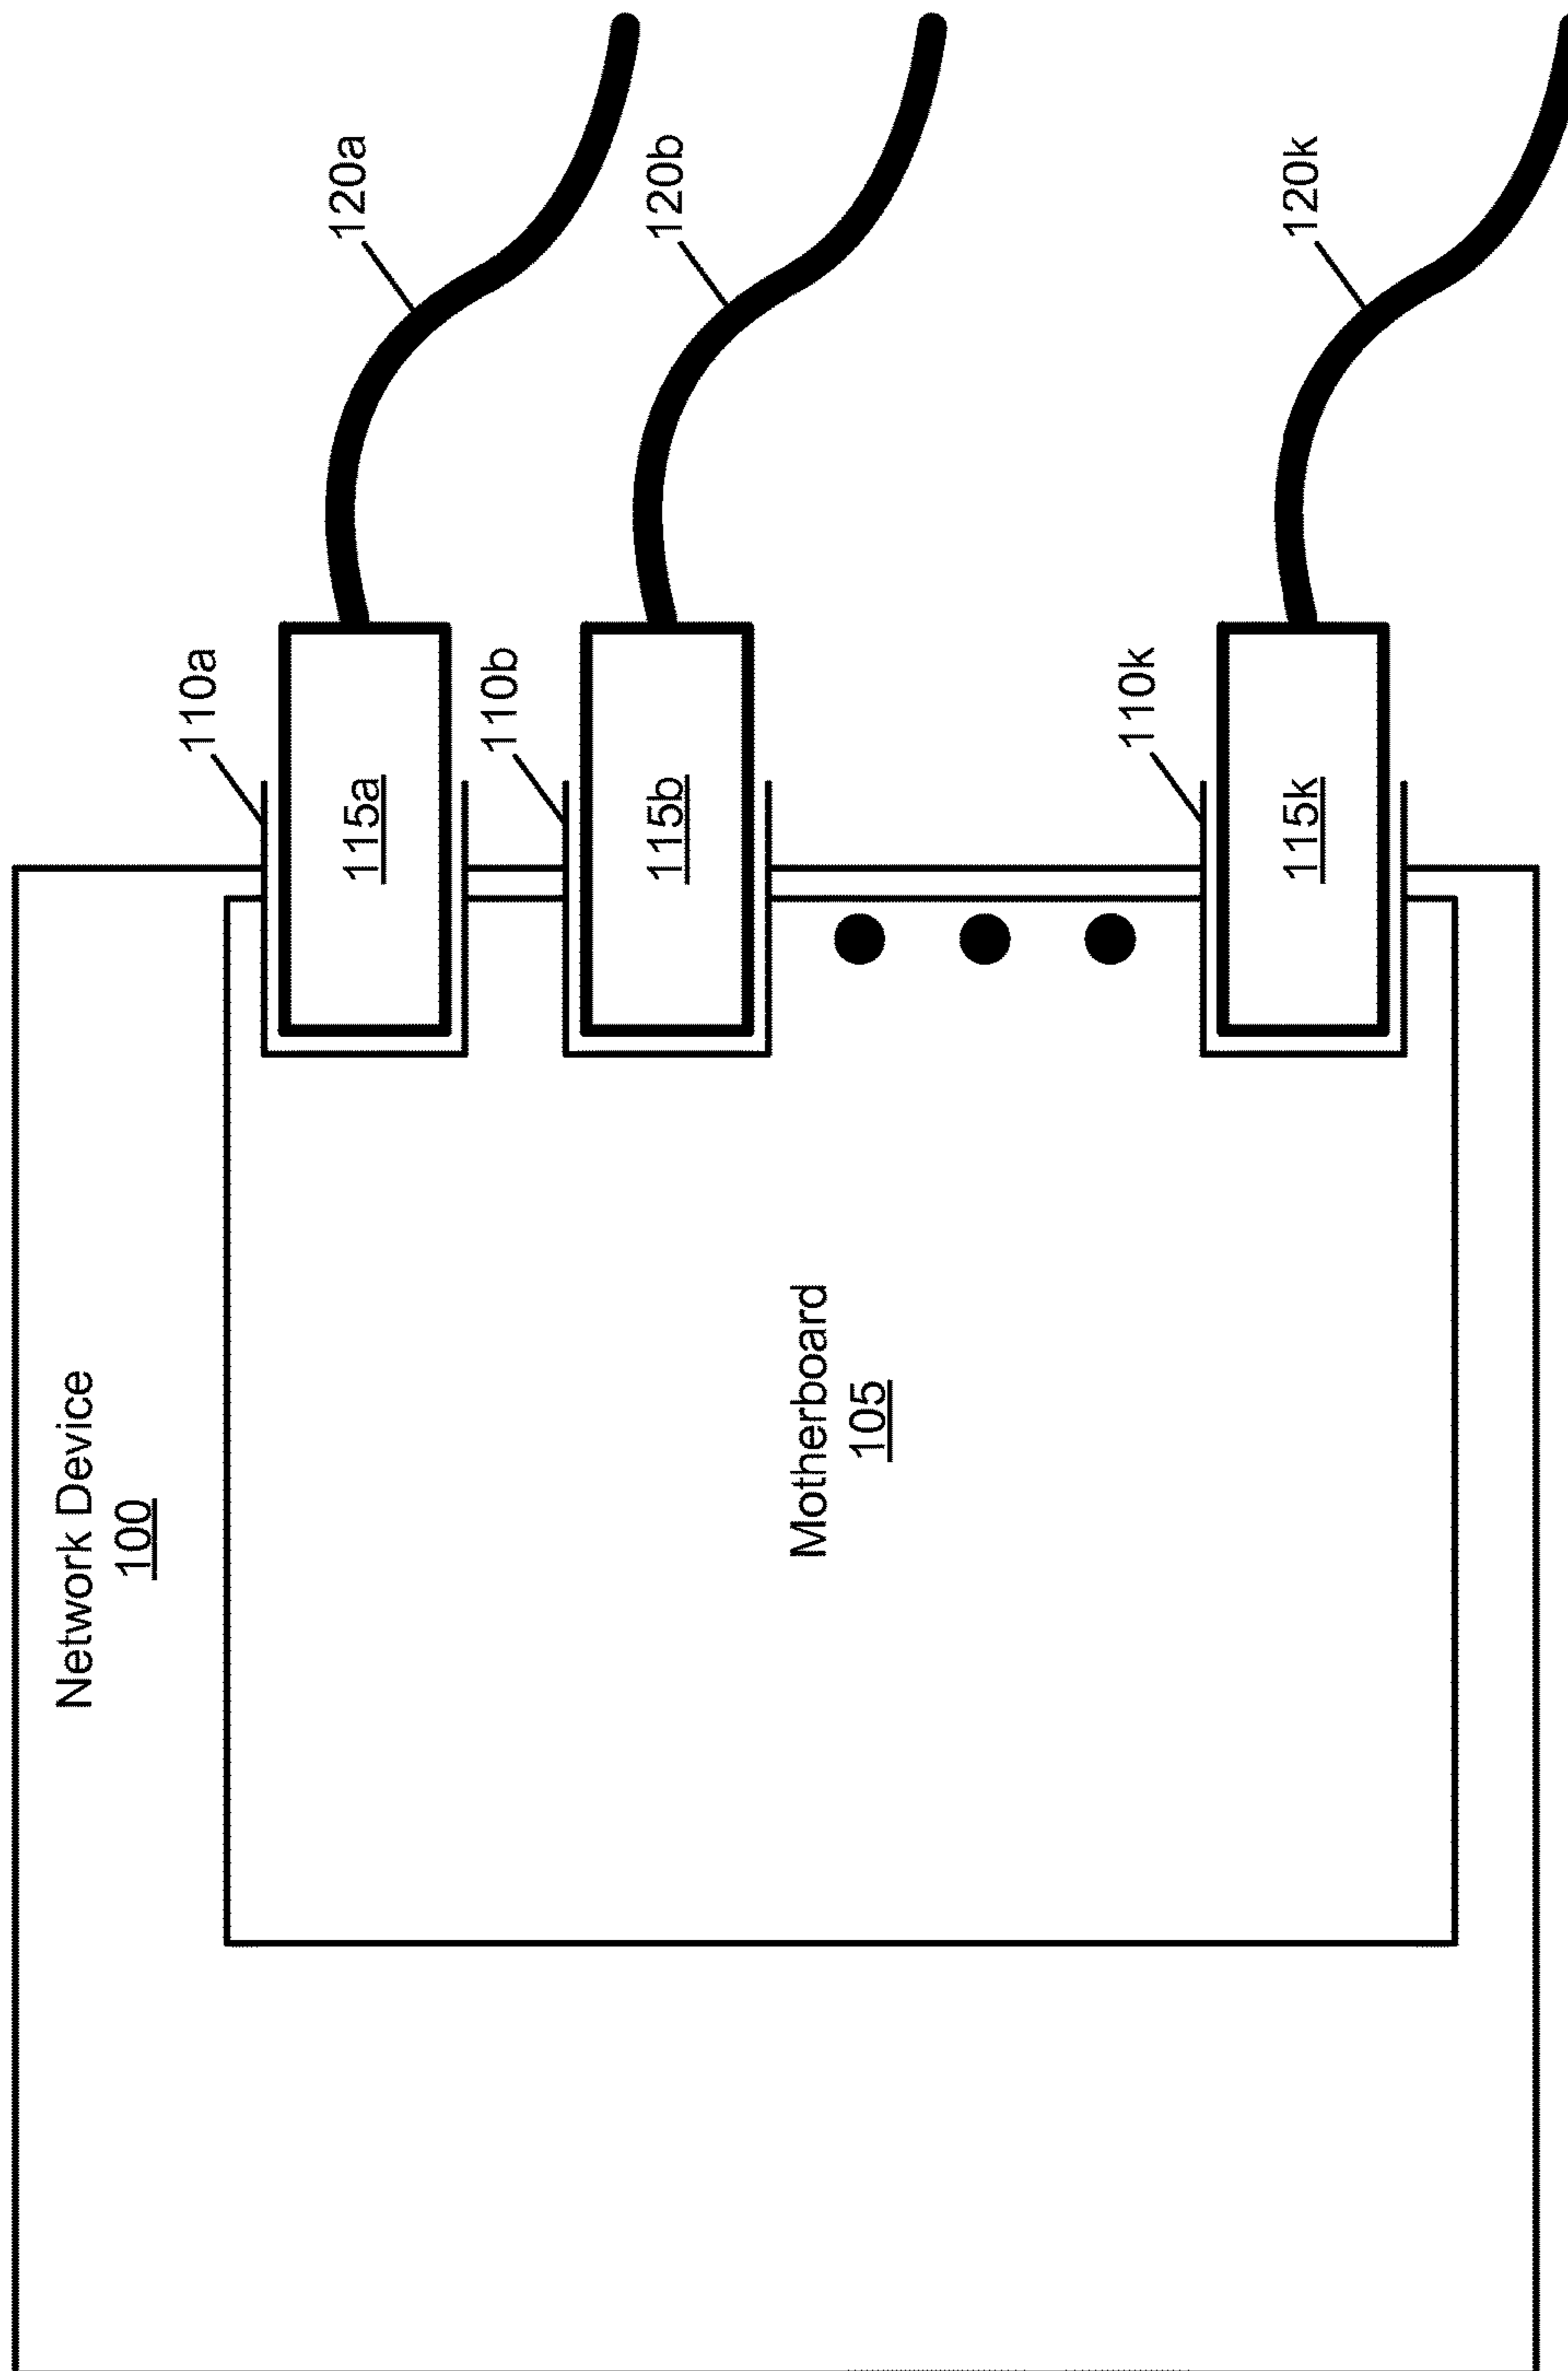 Network Device
100
Motherboard
105
110a
115a
120a
110b
115b
120b
110k
115k
120k